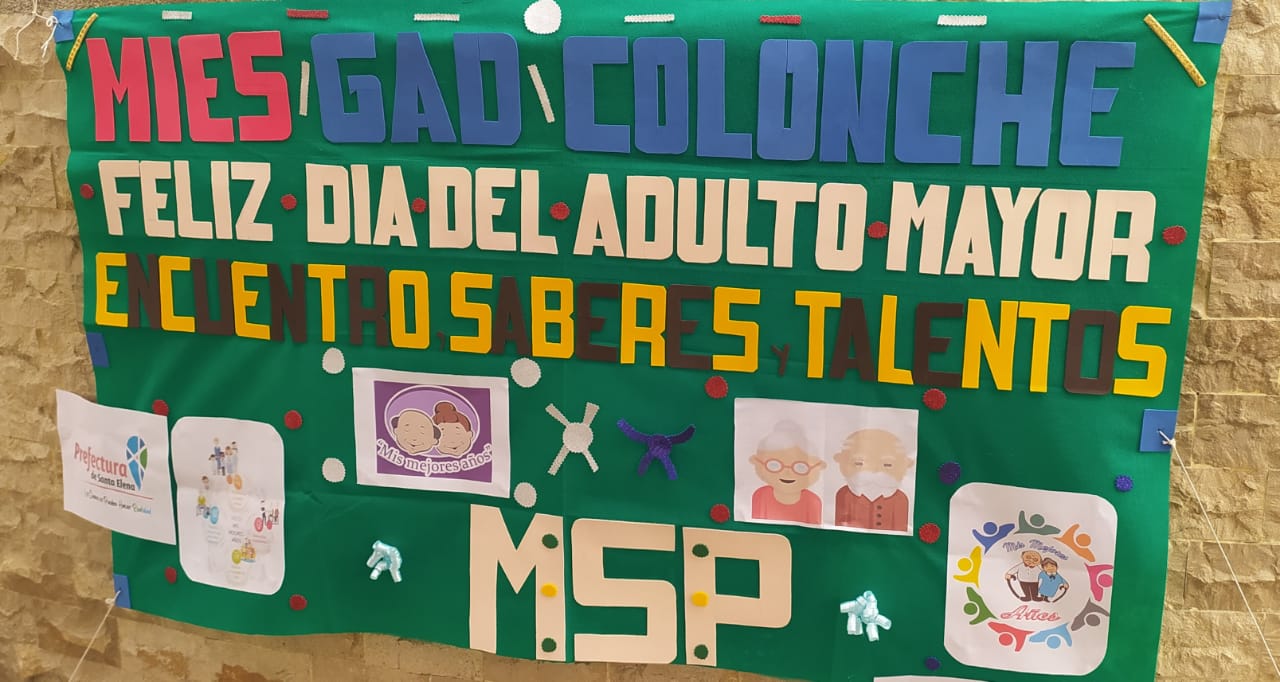 MIES GAD COLONCHE
FELIZ DIA DEL ADULTO MAYOR
ENCUENTRO, SABERES Y TALENTOS
Prefectura
de Santa Elena
"Mis mejores años"
MSP
Mis Mejores
Años